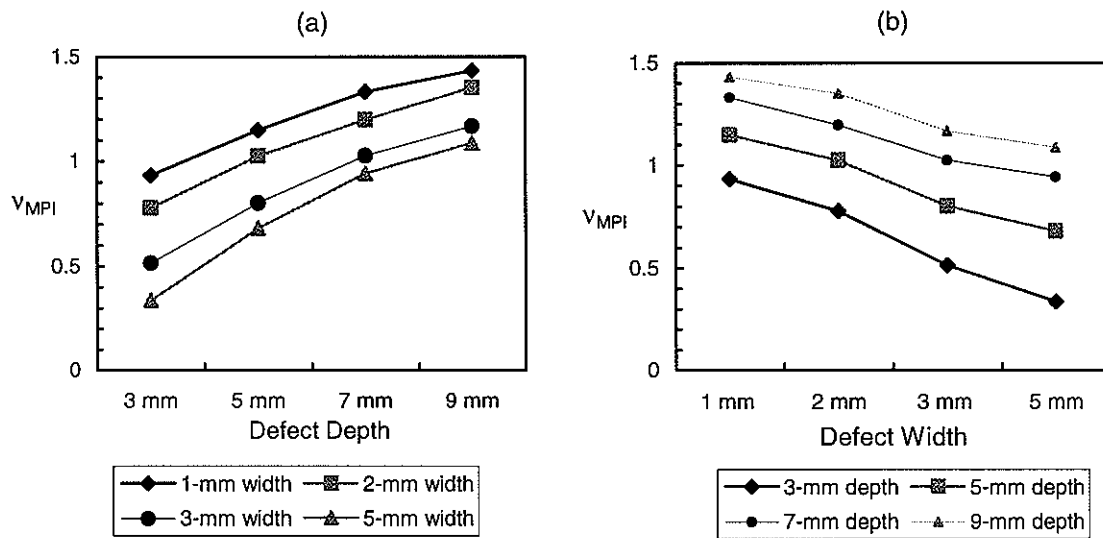 (a)
1.5
1
0.5
0
νMPI
3 mm 5 mm 7 mm 9 mm
Defect Depth
1-mm width 2-mm width
3-mm width 5-mm width
(b)
1.5
1
0.5
0
νMPI
1 mm 2 mm 3 mm 5 mm
Defect Width
3-mm depth 5-mm depth
7-mm depth 9-mm depth